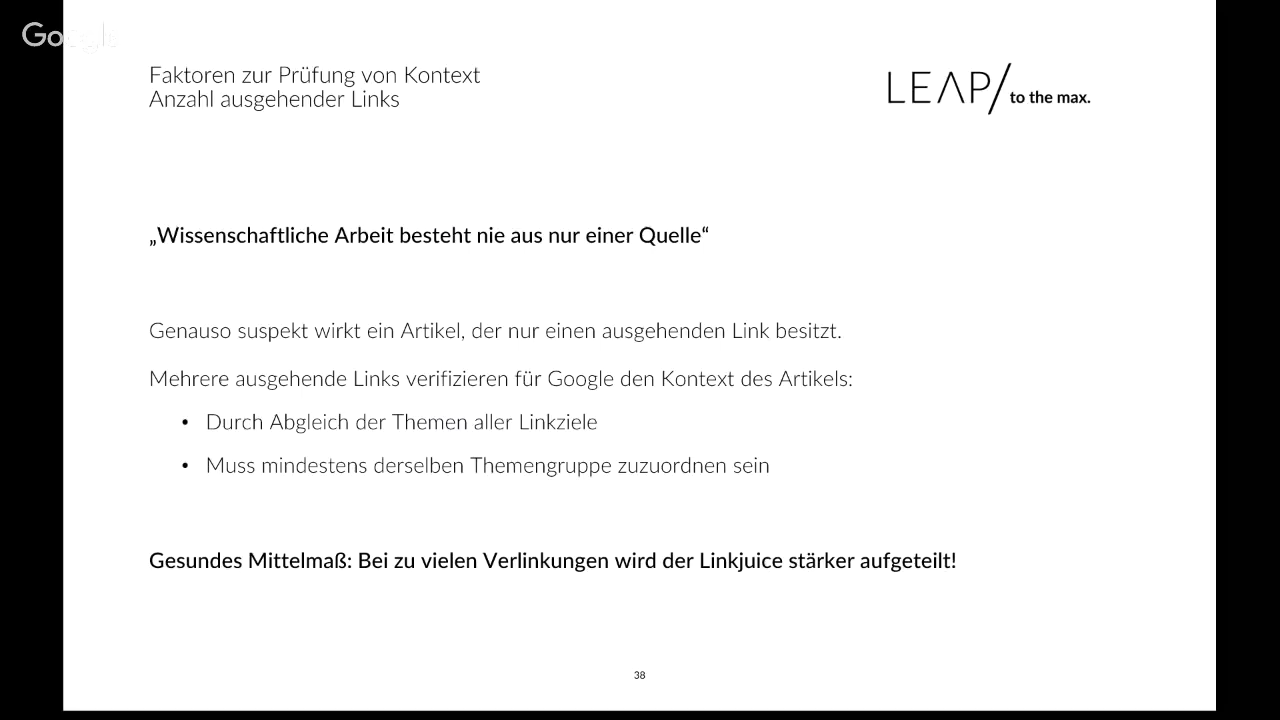 Google
Faktoren zur Prüfung von Kontext
Anzahl ausgehender Links
LEAP/ to the max.
„Wissenschaftliche Arbeit besteht nie aus nur einer Quelle“
Genauso suspekt wirkt ein Artikel, der nur einen ausgehenden Link besitzt.
Mehrere ausgehende Links verifizieren für Google den Kontext des Artikels:
• Durch Abgleich der Themen aller Linkziele
• Muss mindestens derselben Themengruppe zuzuordnen sein
Gesundes Mittelmaß: Bei zu vielen Verlinkungen wird der Linkjuice stärker aufgeteilt!
38